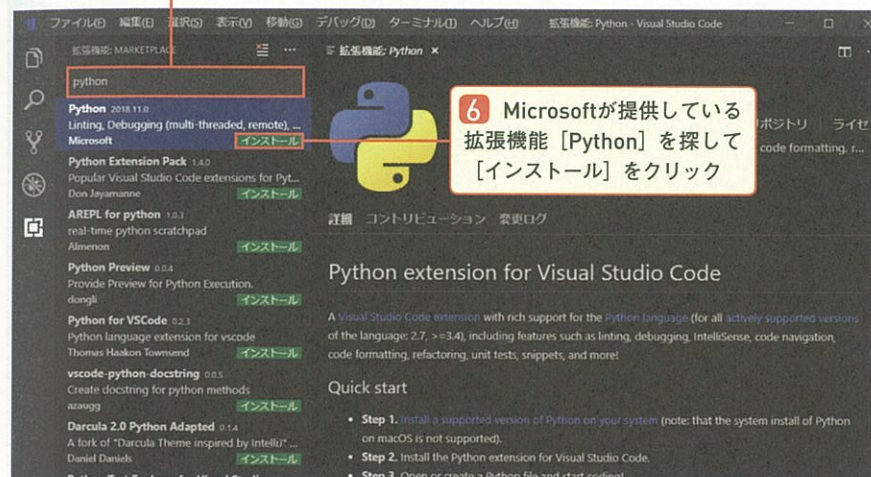 ファイル(F) 編集(E) 選択(S) 表示(V) 移動(G) デバッグ(D) ターミナル(T) ヘルプ(H) 拡張機能: Python - Visual Studio Code
拡張機能: MARKETPLACE
拡張機能: Python
python
Python 2018.11.0
Linting, Debugging (multi-threaded, remote), ...
Microsoft インストール
Python Extension Pack 1.4.0
Popular Visual Studio Code extensions for Pyt...
Don Jayamanne インストール
AREPL for python 1.0.3
real-time python scratchpad
Almenon インストール
Python Preview 0.0.4
Provide Preview for Python Execution.
dongli インストール
Python for VSCode 0.2.3
Python language extension for vscode
Thomas Haakon Townsend インストール
vscode-python-docstring 0.0.5
Create docstring for python methods
azaugg インストール
Darcula 2.0 Python Adapted 0.1.4
A fork of "Darcula Theme inspired by IntelliJ" ...
Daniel Daniels インストール
6 Microsoftが提供している
拡張機能［Python］を探して
［インストール］をクリック
ポジトリ ライセ
code formatting, r...
詳細 コントリビューション 変更ログ
Python extension for Visual Studio Code
A Visual Studio Code extension with rich support for the Python language (for all actively supported versions
of the language: 2.7, >=3.4), including features such as linting, debugging, IntelliSense, code navigation,
code formatting, refactoring, unit tests, snippets, and more!
Quick start
• Step 1. Install a supported version of Python on your system (note: that the system install of Python
on macOS is not supported).
• Step 2. Install the Python extension for Visual Studio Code.
• Step 3. Open or create a Python file and start coding!